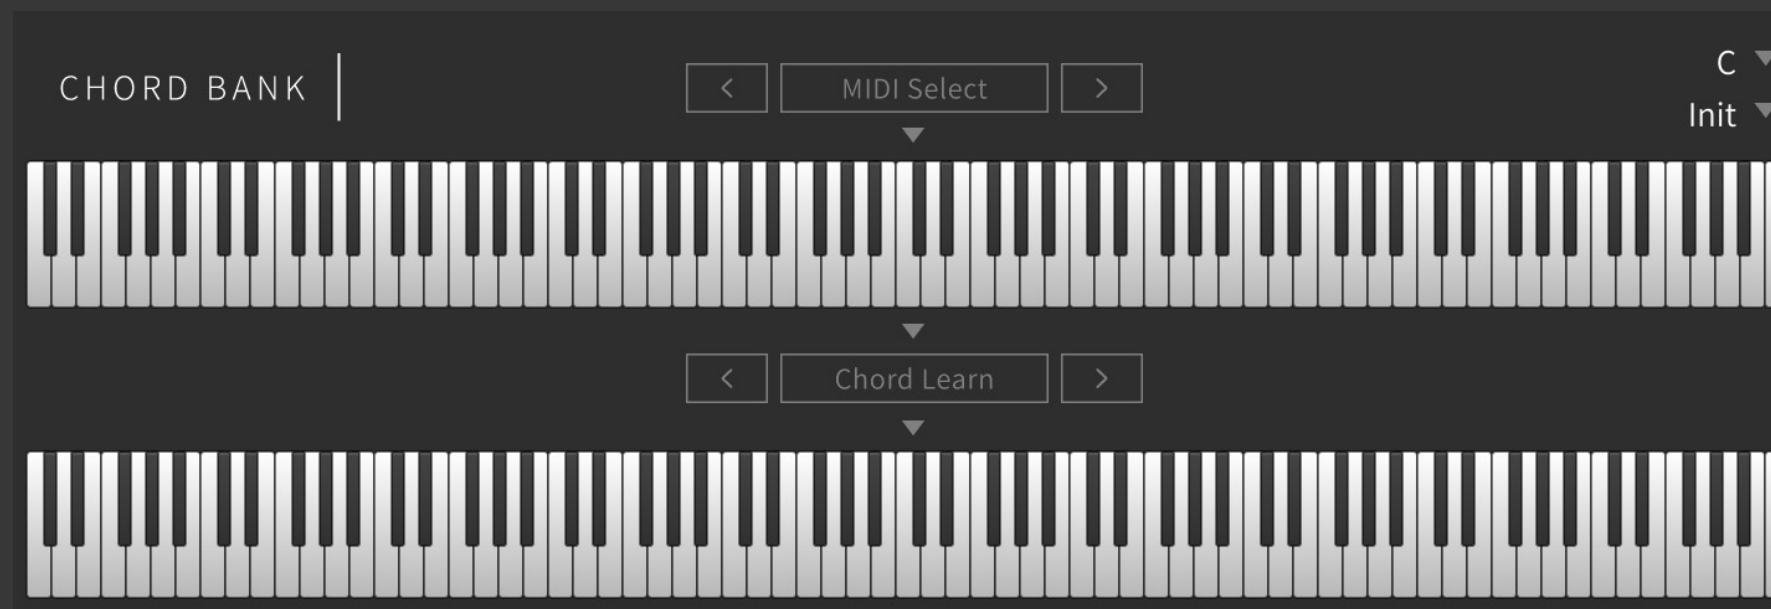 CHORD BANK
< MIDI Select >
C
Init
< Chord Learn >